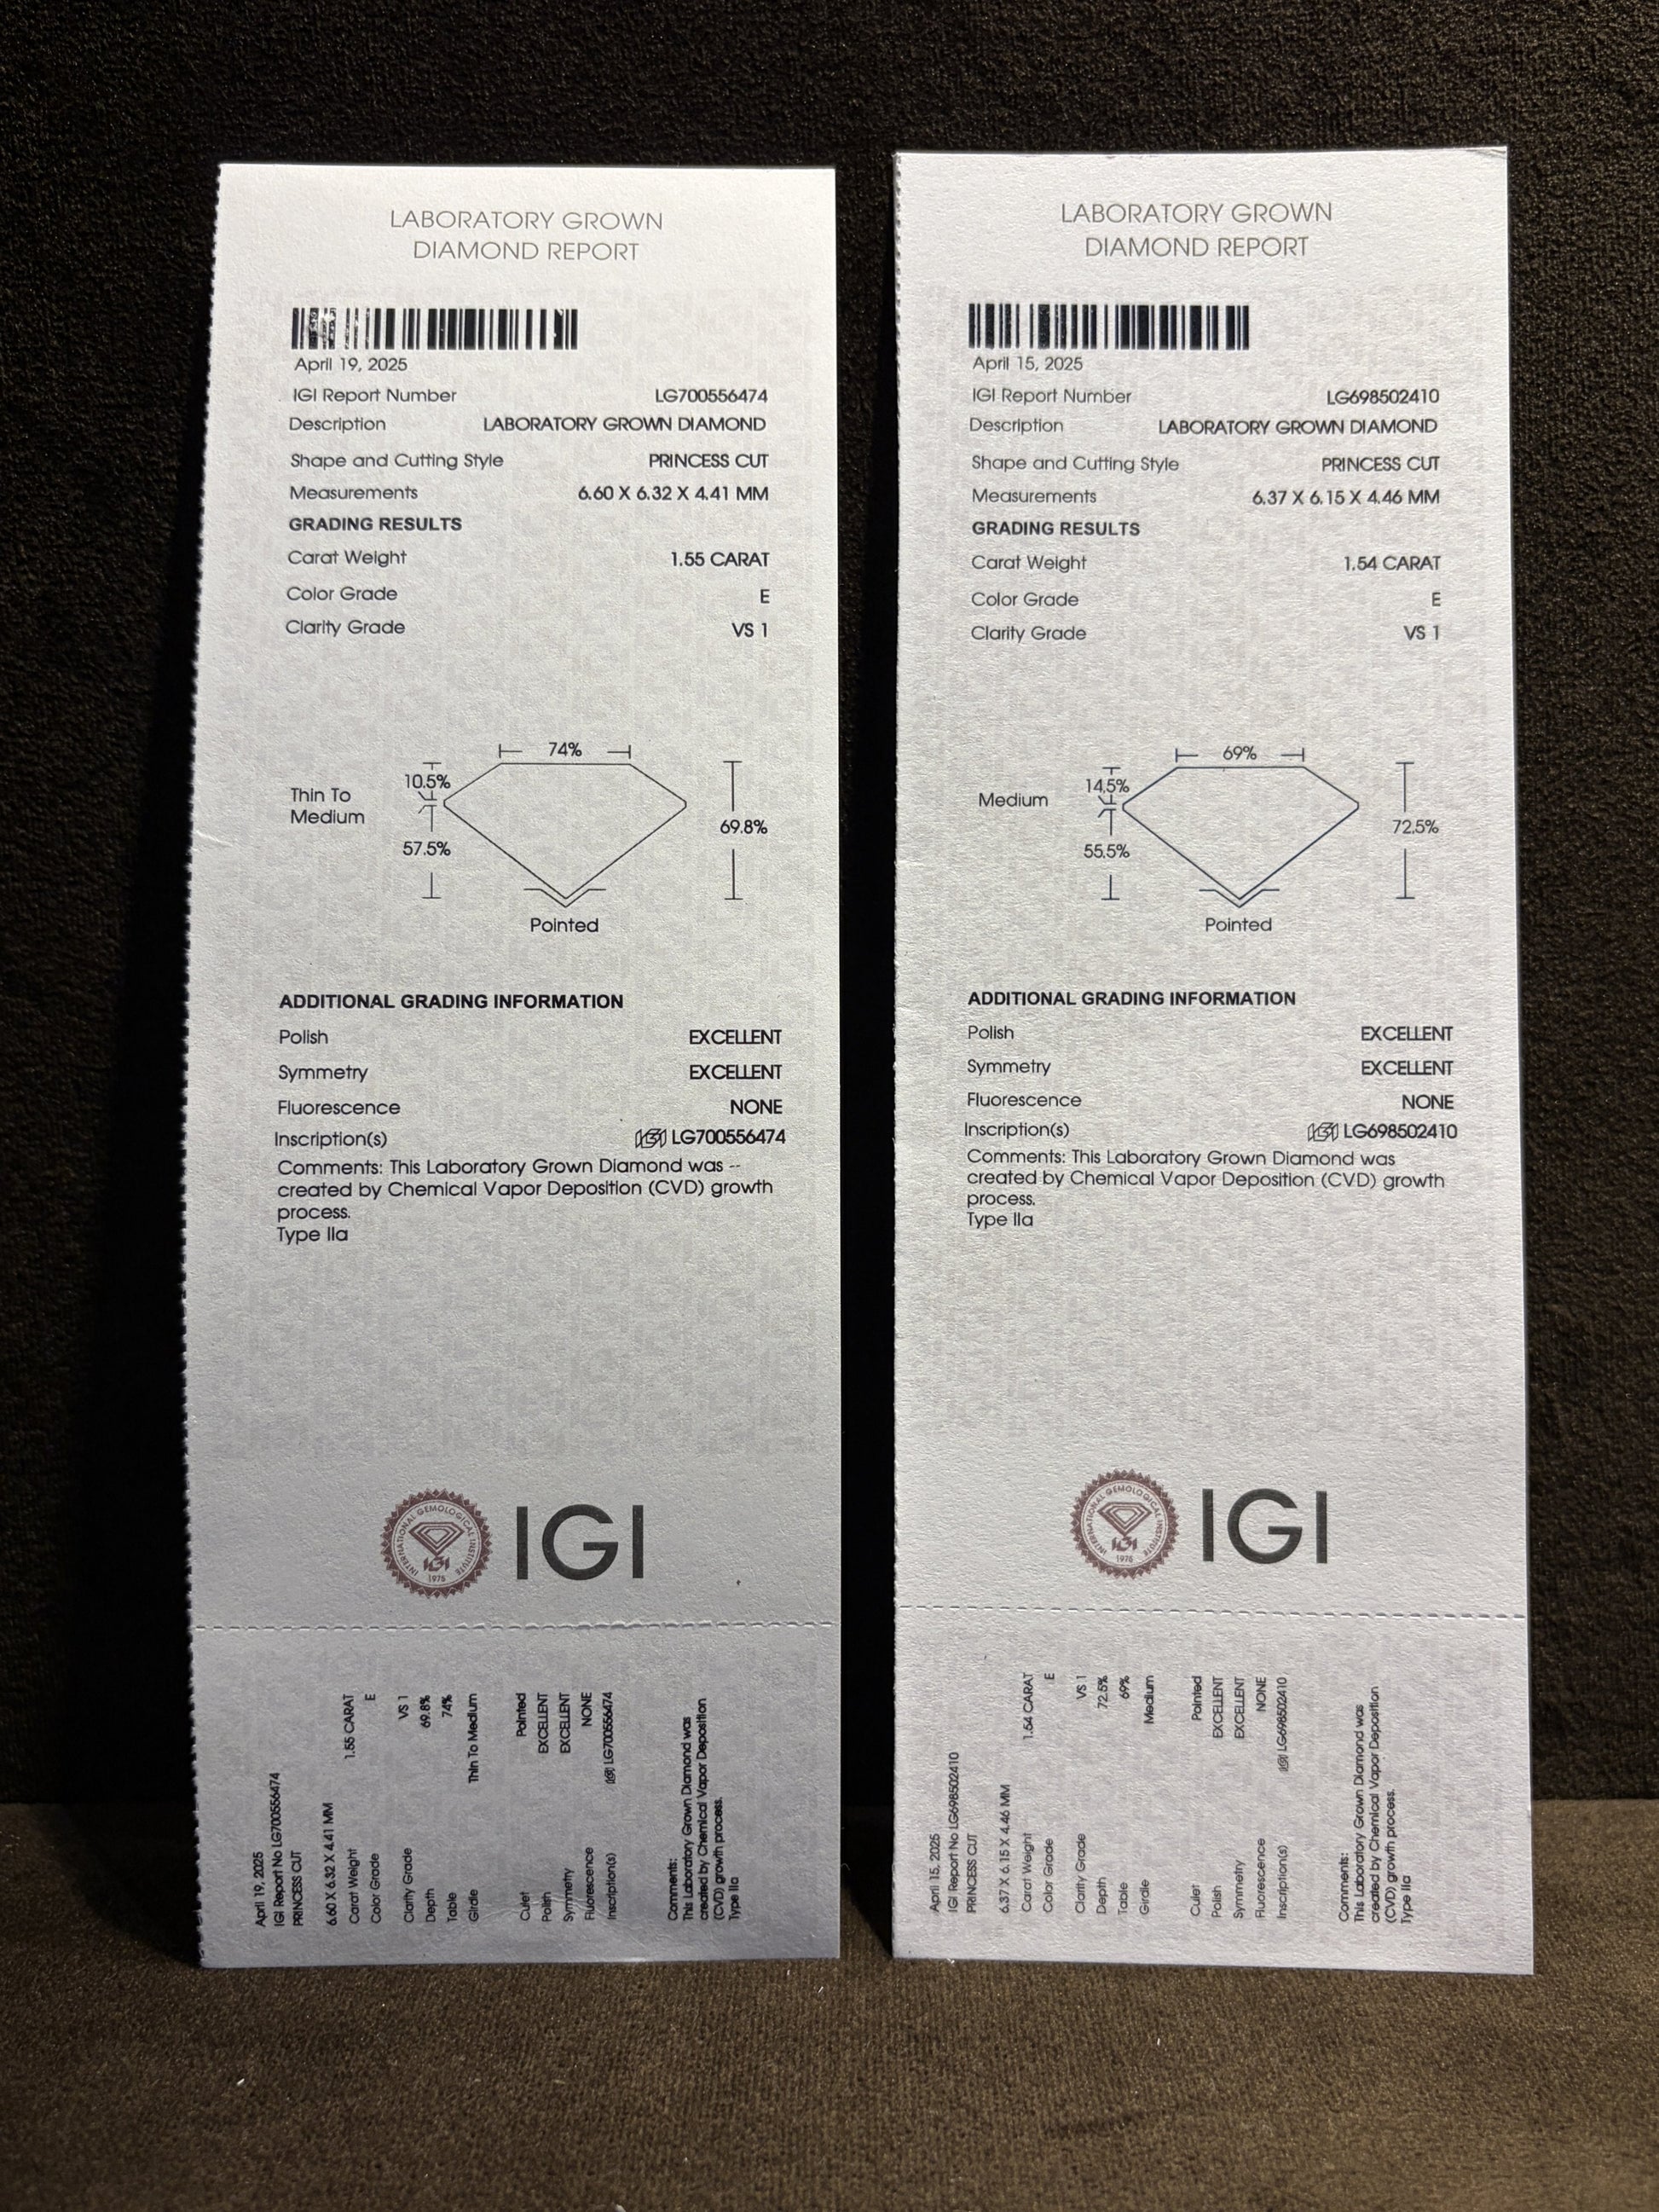 LABORATORY GROWN
DIAMOND REPORT
April 19, 2025
IGI Report Number LG700556474
Description LABORATORY GROWN DIAMOND
Shape and Cutting Style PRINCESS CUT
Measurements 6.60 X 6.32 X 4.41 MM
GRADING RESULTS
Carat Weight 1.55 CARAT
Color Grade E
Clarity Grade VS 1
74%
10.5%
Thin To
Medium
69.8%
57.5%
Pointed
ADDITIONAL GRADING INFORMATION
Polish EXCELLENT
Symmetry EXCELLENT
Fluorescence NONE
Inscription(s) IGI LG700556474
Comments: This Laboratory Grown Diamond was --
created by Chemical Vapor Deposition (CVD) growth
process.
Type IIa
INTERNATIONAL GEMOLOGICAL INSTITUTE
IGI
1975
IGI
April 19, 2025
IGI Report No LG700556474
PRINCESS CUT
6.60 X 6.32 X 4.41 MM
Carat Weight 1.55 CARAT
Color Grade E
Clarity Grade VS 1
Depth 69.8%
Table 74%
Girdle Thin To Medium
Culet Pointed
Polish EXCELLENT
Symmetry EXCELLENT
Fluorescence NONE
Inscription(s) IGI LG700556474
Comments:
This Laboratory Grown Diamond was
created by Chemical Vapor Deposition
(CVD) growth process.
Type IIa
LABORATORY GROWN
DIAMOND REPORT
April 15, 2025
IGI Report Number LG698502410
Description LABORATORY GROWN DIAMOND
Shape and Cutting Style PRINCESS CUT
Measurements 6.37 X 6.15 X 4.46 MM
GRADING RESULTS
Carat Weight 1.54 CARAT
Color Grade E
Clarity Grade VS 1
69%
14.5%
Medium
72.5%
55.5%
Pointed
ADDITIONAL GRADING INFORMATION
Polish EXCELLENT
Symmetry EXCELLENT
Fluorescence NONE
Inscription(s) IGI LG698502410
Comments: This Laboratory Grown Diamond was
created by Chemical Vapor Deposition (CVD) growth
process.
Type IIa
INTERNATIONAL GEMOLOGICAL INSTITUTE
IGI
1975
IGI
April 15, 2025
IGI Report No LG698502410
PRINCESS CUT
6.37 X 6.15 X 4.46 MM
Carat Weight 1.54 CARAT
Color Grade E
Clarity Grade VS 1
Depth 72.5%
Table 69%
Girdle Medium
Culet Pointed
Polish EXCELLENT
Symmetry EXCELLENT
Fluorescence NONE
Inscription(s) IGI LG698502410
Comments:
This Laboratory Grown Diamond was
created by Chemical Vapor Deposition
(CVD) growth process.
Type IIa